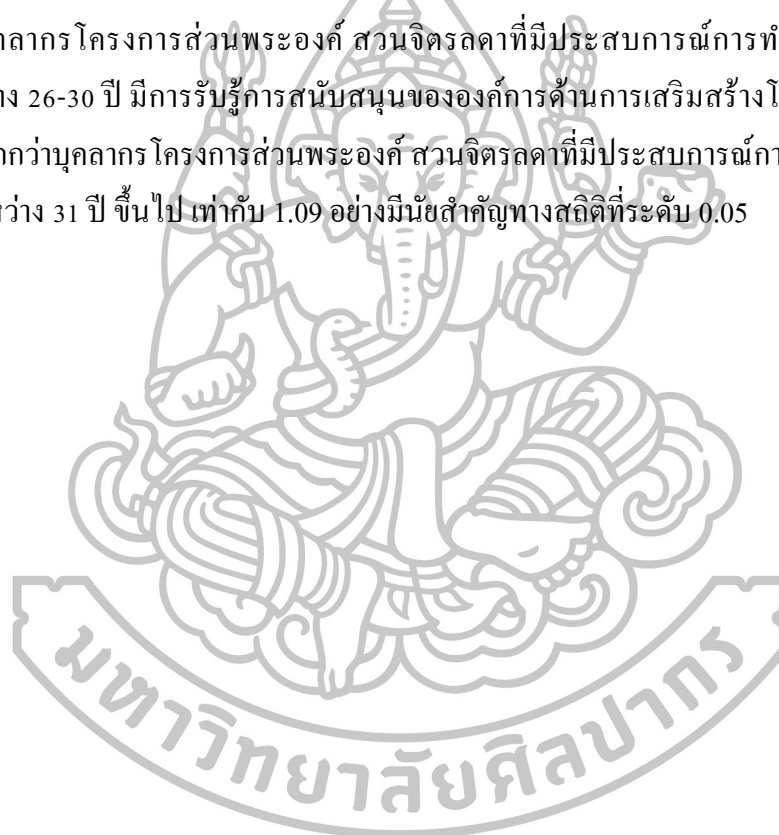 คลากรโครงการส่วนพระองค์ สวนจิตรลดาที่มีประสบการณ์การทำ
าง 26-30 ปี มีการรับรู้การสนับสนุนขององค์การด้านการเสริมสร้างโ
กกว่าบุคลากรโครงการส่วนพระองค์ สวนจิตรลดาที่มีประสบการณ์กา
หว่าง 31 ปี ขึ้นไป เท่ากับ 1.09 อย่างมีนัยสำคัญทางสถิติที่ระดับ 0.05
มหาวิทยาลัยศิลปากร